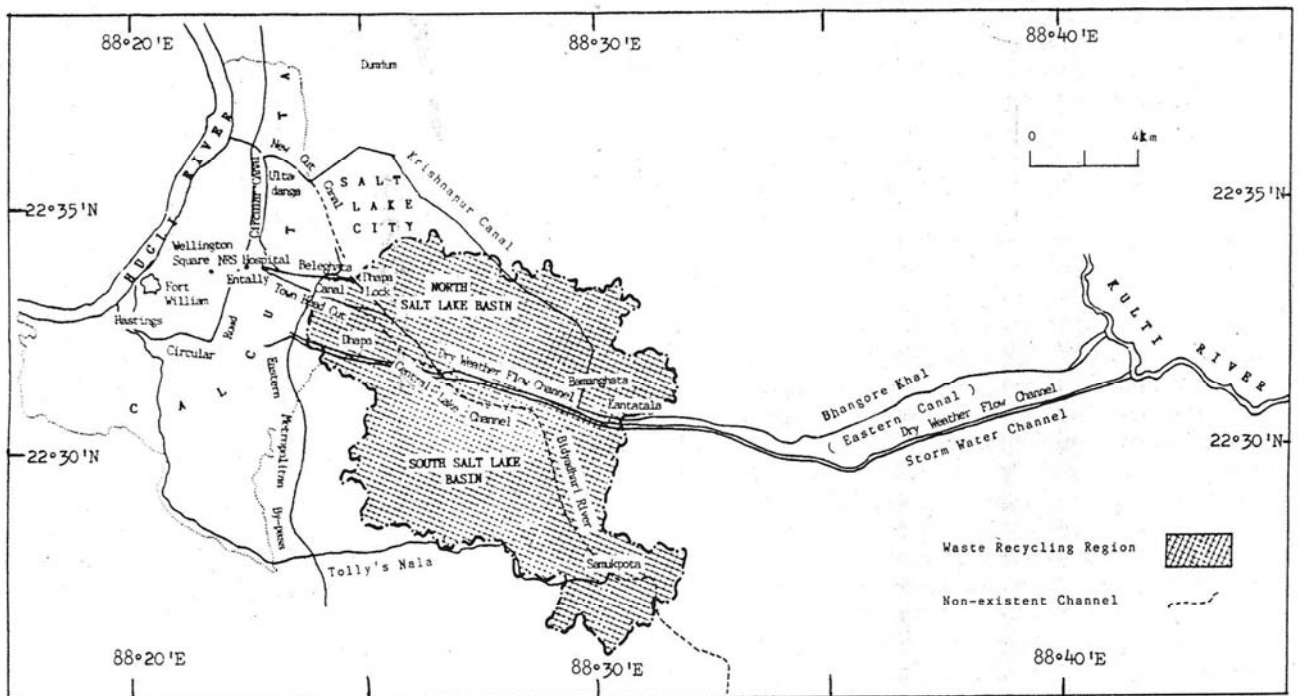 88°20'E
88°30'E
88°40'E
Dumdum
0 4km
HUGLI RIVER
New Cut Canal
Krishnapur Canal
Circular Canal
Ulta-
danga
SALT
LAKE
CITY
22°35'N
22°35'N
Wellington
Square
NRS Hospital
Beleghata
Canal
Dhapa
Lock
Entally
Fort
William
Town Head Cut
NORTH
SALT LAKE BASIN
KULTI RIVER
Hastings
Circular Road
Dhapa
Dry Weather Flow Channel
Central Lake Channel
Bamanghata
Kantatala
Bhangore Khal
( Eastern Canal )
Dry Weather Flow Channel
Storm Water Channel
CALCUTTA
Eastern Metropolitan By-pass
22°30'N
22°30'N
SOUTH SALT LAKE
BASIN
Bidyadhari River
Waste Recycling Region
Samukpota
Tolly's Nala
Non-existent Channel
88°20'E
88°30'E
88°40'E